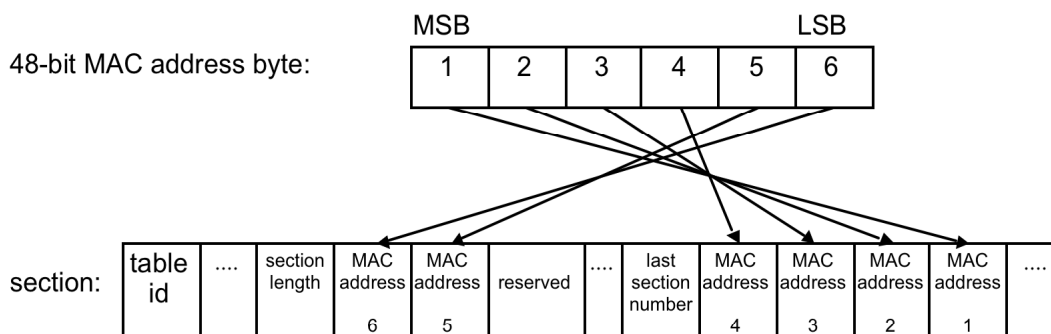 MSB LSB
48-bit MAC address byte: 1 2 3 4 5 6
section: table id .... section length MAC address 6 MAC address 5 reserved .... last section number MAC address 4 MAC address 3 MAC address 2 MAC address 1 ....